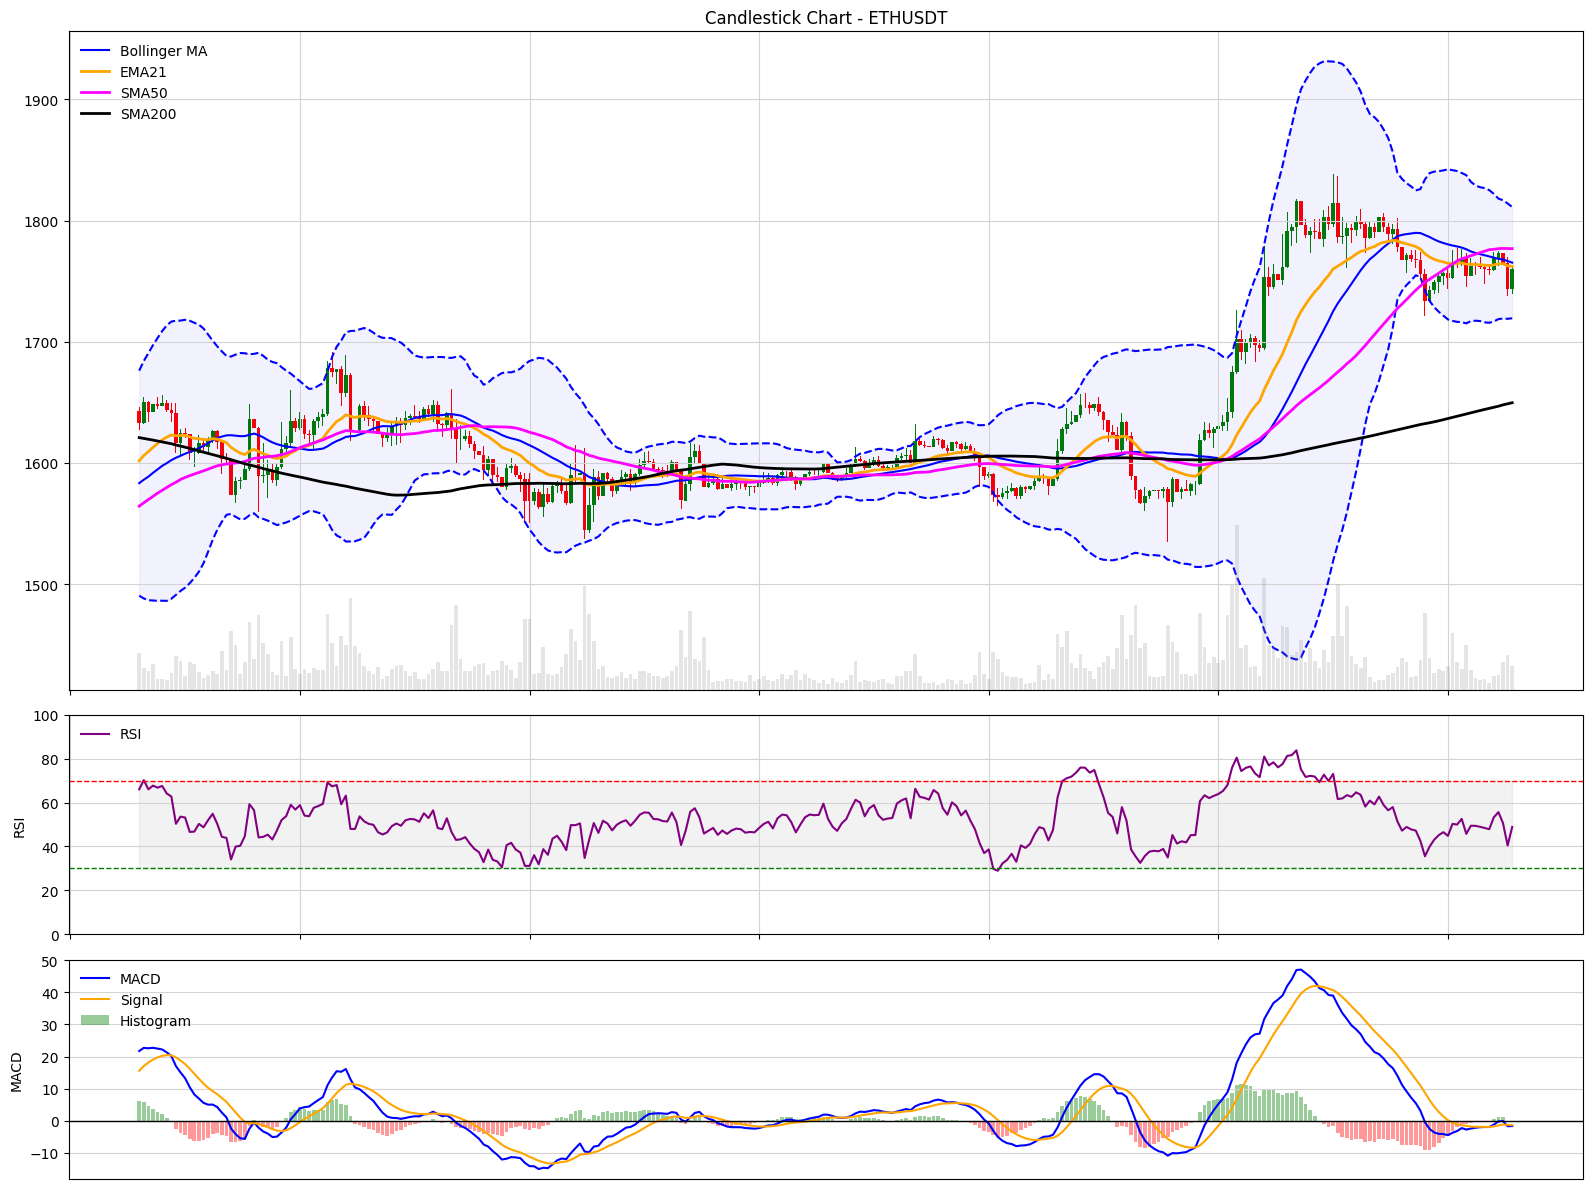 Candlestick Chart - ETHUSDT
Bollinger MA
EMA21
SMA50
SMA200
1900
1800
1700
1600
1500
RSI
100
80
60
40
20
0
RSI
MACD
Signal
Histogram
50
40
30
20
10
0
−10
MACD